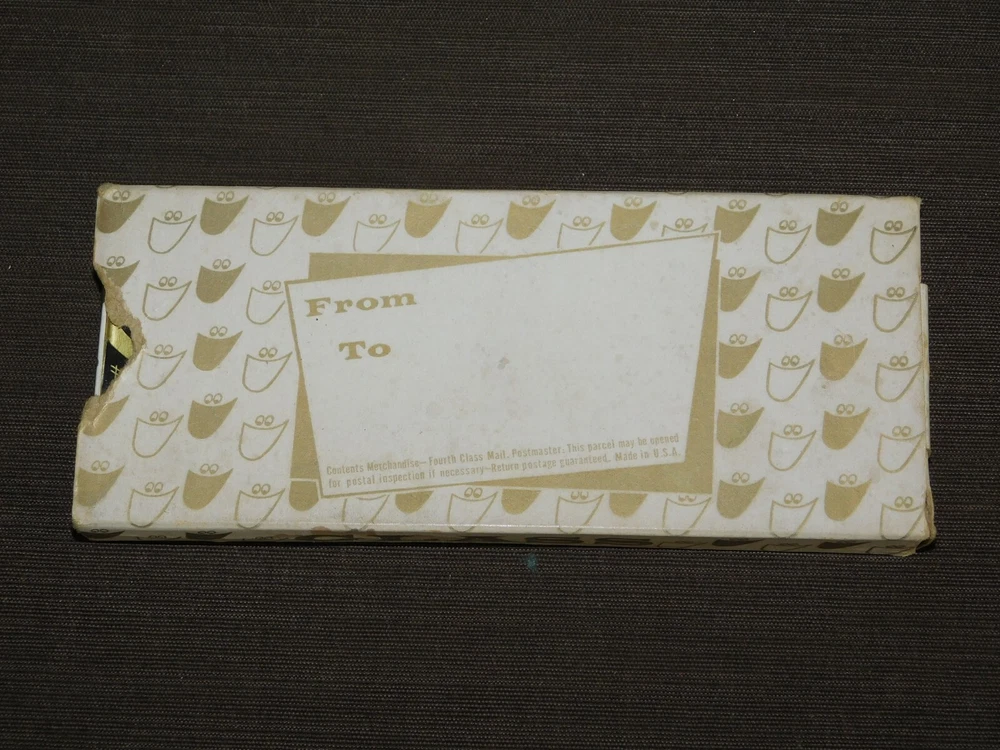 From
To
Contents Merchandise—Fourth Class Mail. Postmaster. This parcel may be opened
for postal inspection if necessary—Return postage guaranteed. Made in U.S.A.
#